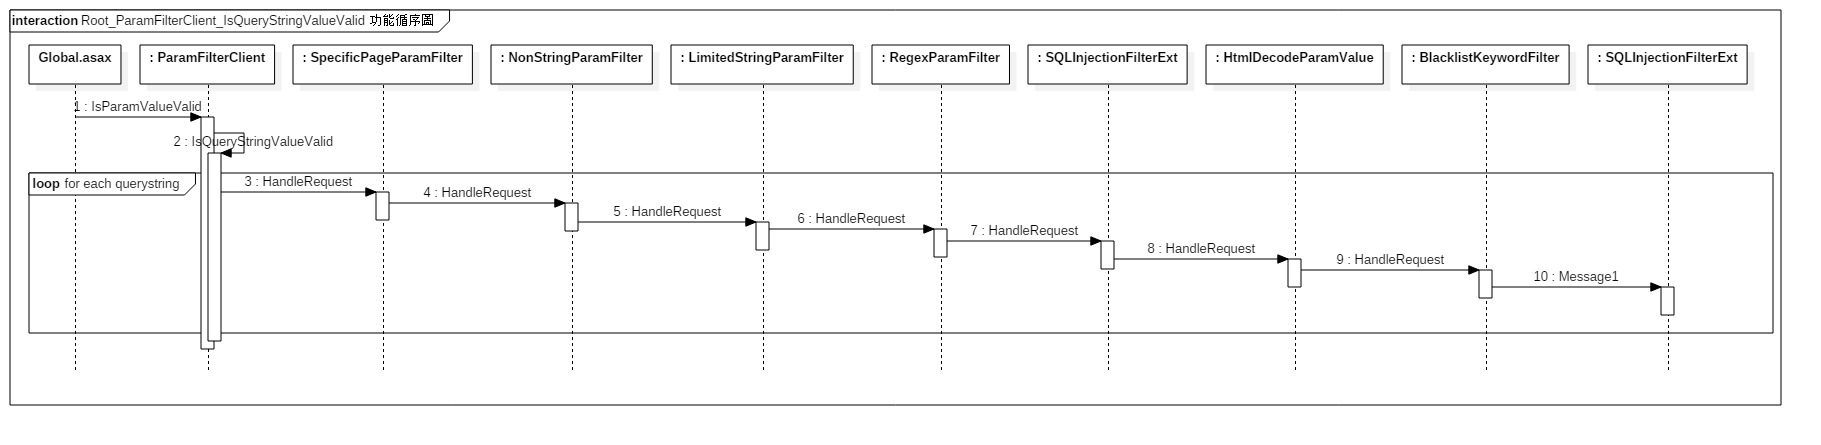 interaction Root_ParamFilterClient_IsQueryStringValueValid 功能循序圖
Global.asax
: ParamFilterClient
: SpecificPageParamFilter
: NonStringParamFilter
: LimitedStringParamFilter
: RegexParamFilter
: SQLInjectionFilterExt
: HtmlDecodeParamValue
: BlacklistKeywordFilter
: SQLInjectionFilterExt
1 : IsParamValueValid
2 : IsQueryStringValueValid
loop for each querystring
3 : HandleRequest
4 : HandleRequest
5 : HandleRequest
6 : HandleRequest
7 : HandleRequest
8 : HandleRequest
9 : HandleRequest
10 : Message1